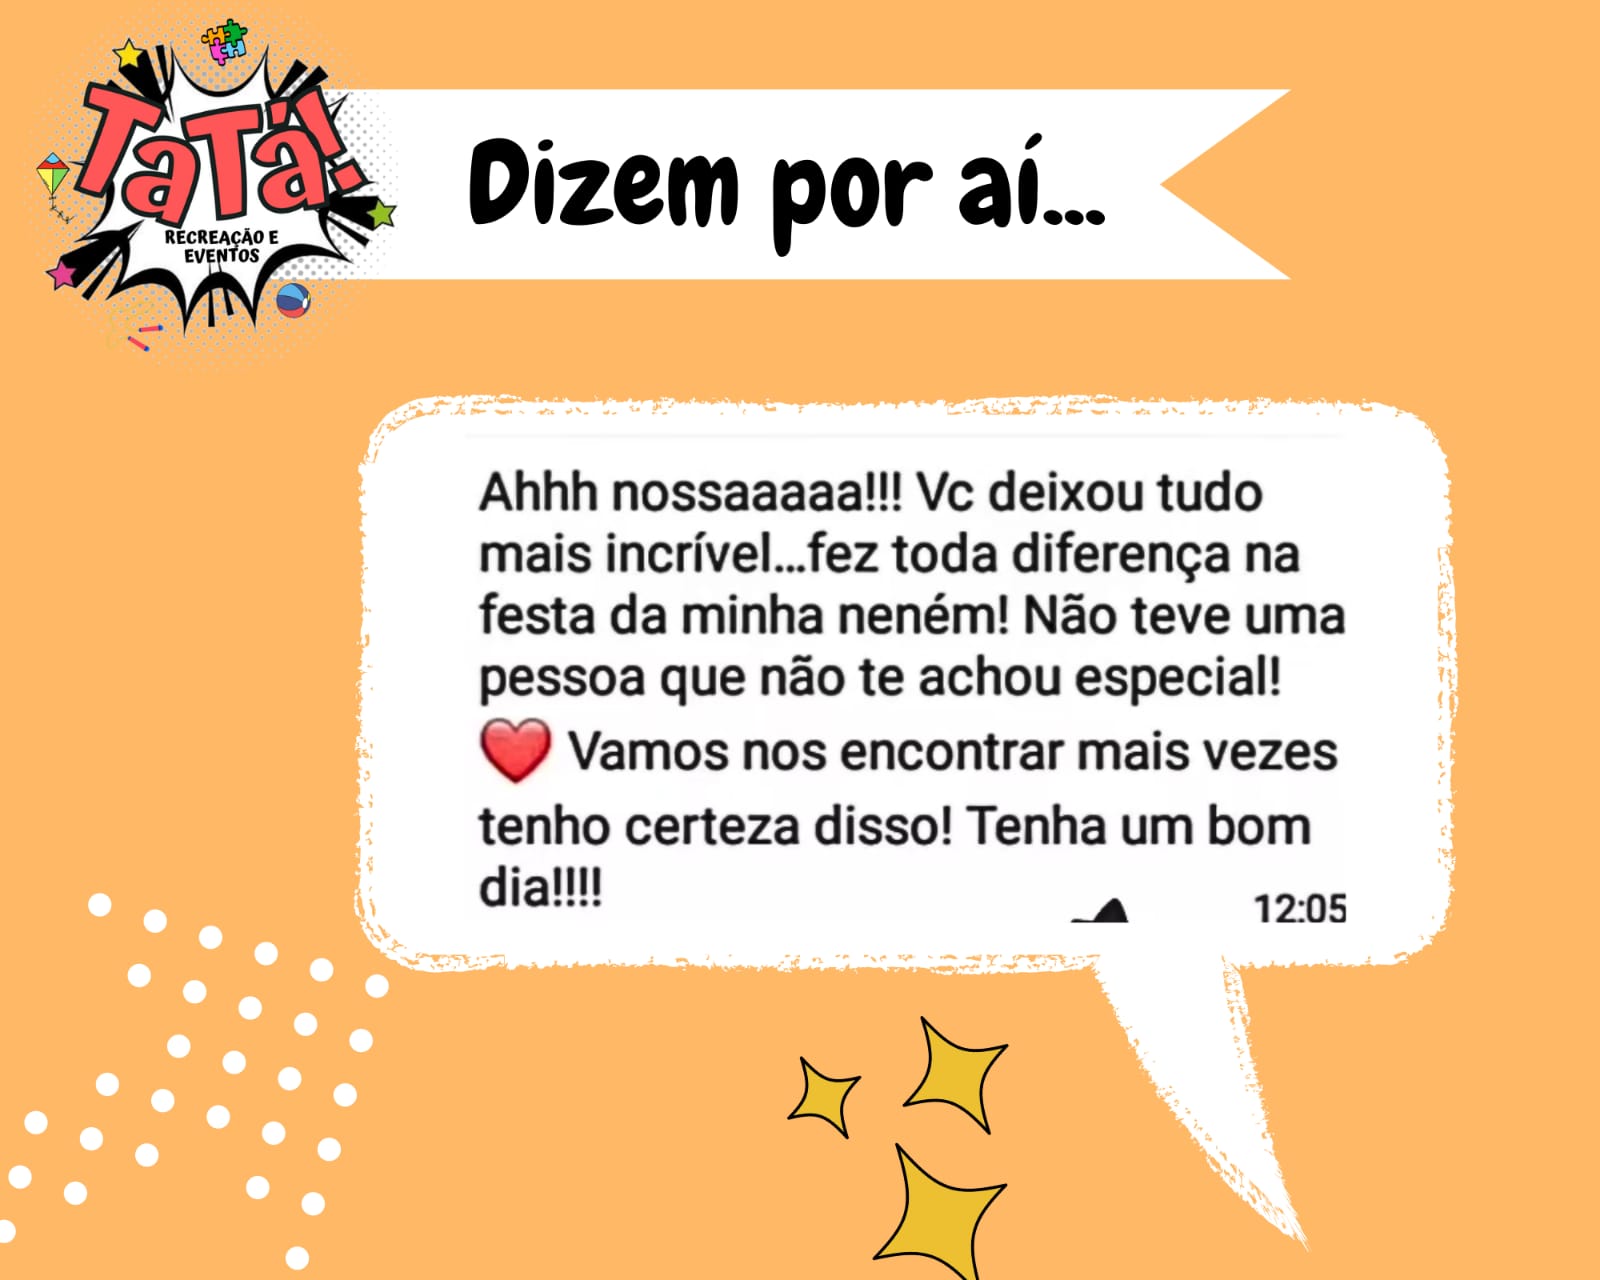 TaTá!
RECREAÇÃO E
EVENTOS
Dizem por aí...
Ahhh nossaaaaaa!!! Vc deixou tudo
mais incrível...fez toda diferença na
festa da minha neném! Não teve uma
pessoa que não te achou especial!
❤️ Vamos nos encontrar mais vezes
tenho certeza disso! Tenha um bom
dia!!!!
12:05